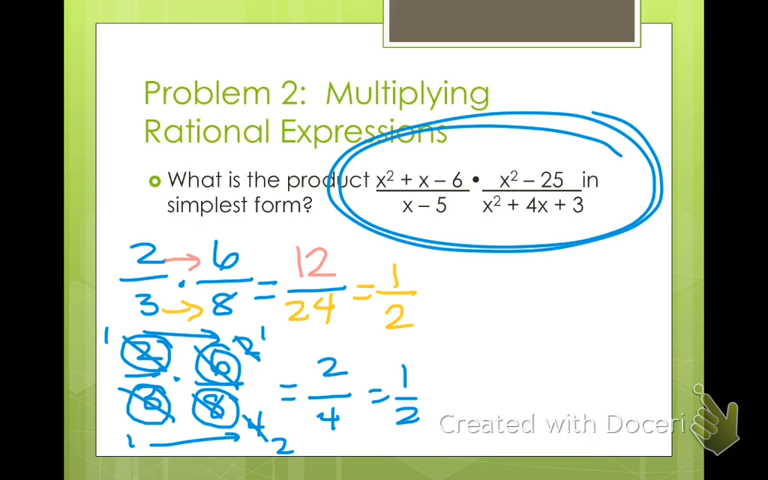 Problem 2: Multiplying
Rational Expressions
What is the product x² + x – 6 • x² – 25 in
simplest form? x – 5 x² + 4x + 3
2 → 6 12 1
— · — = — = —
3 → 8 24 2
1 2 6 2 1
· = 2/4 = 1/2
3 8 4
1 2
Created with Doceri